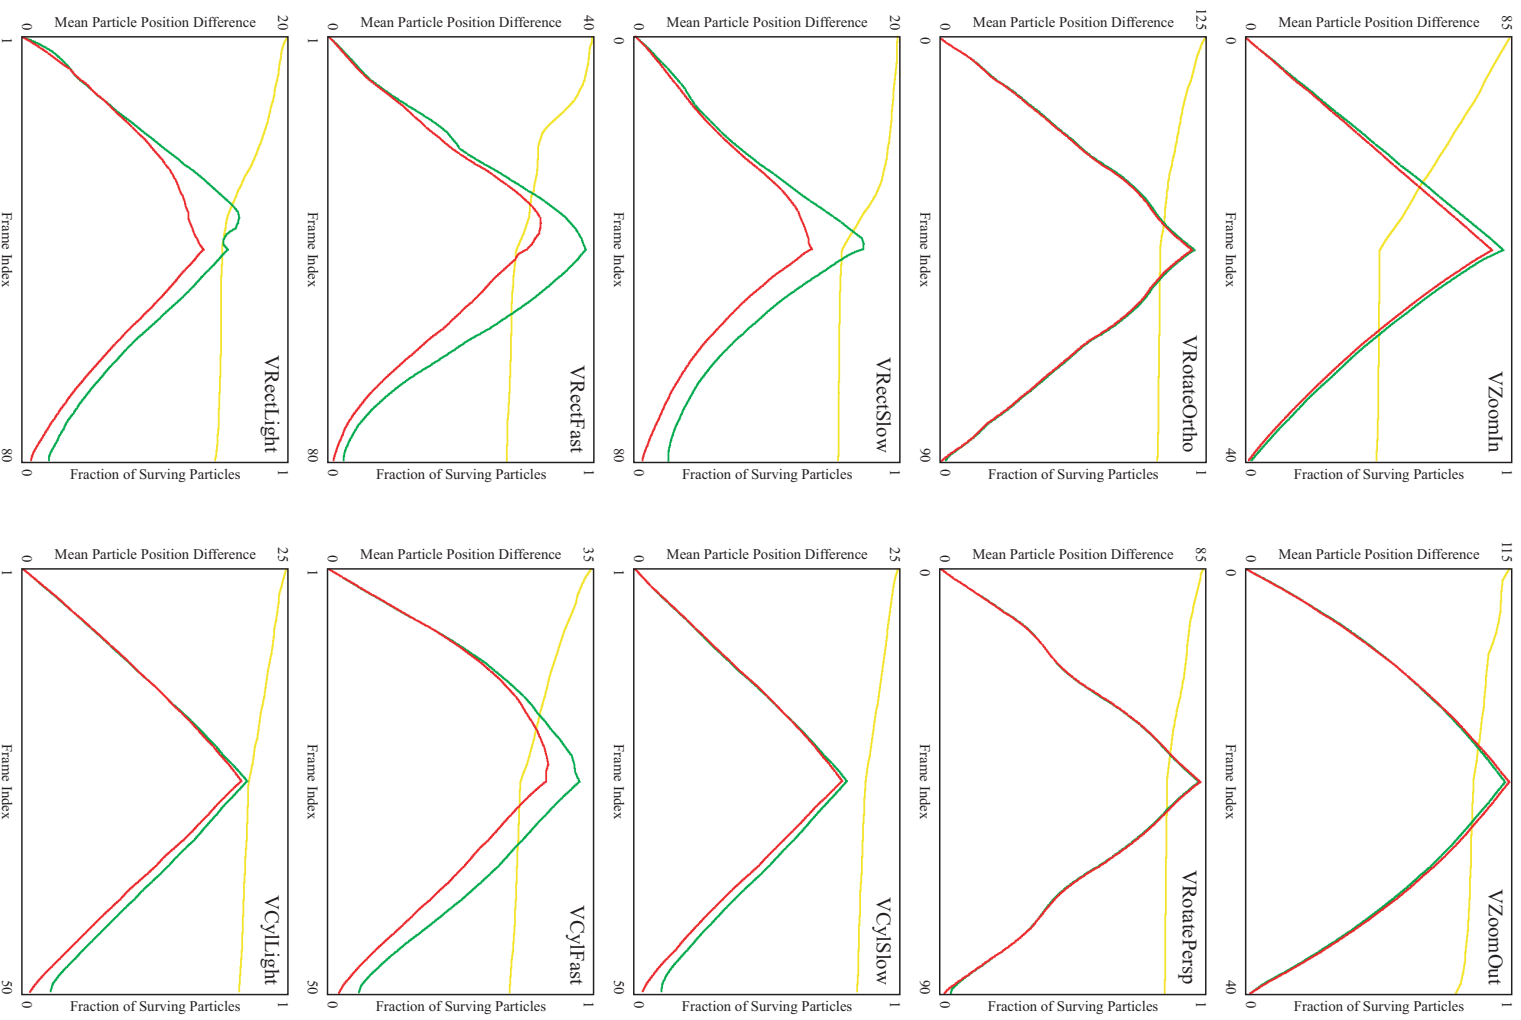 85
VZoomIn
1
Mean Particle Position Difference
Fraction of Surving Particles
0
0
0
Frame Index
40
115
VZoomOut
1
Mean Particle Position Difference
Fraction of Surving Particles
0
0
0
Frame Index
40
125
VRotateOrtho
1
Mean Particle Position Difference
Fraction of Surving Particles
0
0
0
Frame Index
90
85
VRotatePersp
1
Mean Particle Position Difference
Fraction of Surving Particles
0
0
0
Frame Index
90
20
VRectSlow
1
Mean Particle Position Difference
Fraction of Surving Particles
0
0
0
Frame Index
80
25
VCylSlow
1
Mean Particle Position Difference
Fraction of Surving Particles
0
0
1
Frame Index
50
40
VRectFast
1
Mean Particle Position Difference
Fraction of Surving Particles
0
0
1
Frame Index
80
35
VCylFast
1
Mean Particle Position Difference
Fraction of Surving Particles
0
0
1
Frame Index
50
20
VRectLight
1
Mean Particle Position Difference
Fraction of Surving Particles
0
0
1
Frame Index
80
25
VCylLight
1
Mean Particle Position Difference
Fraction of Surving Particles
0
0
1
Frame Index
50